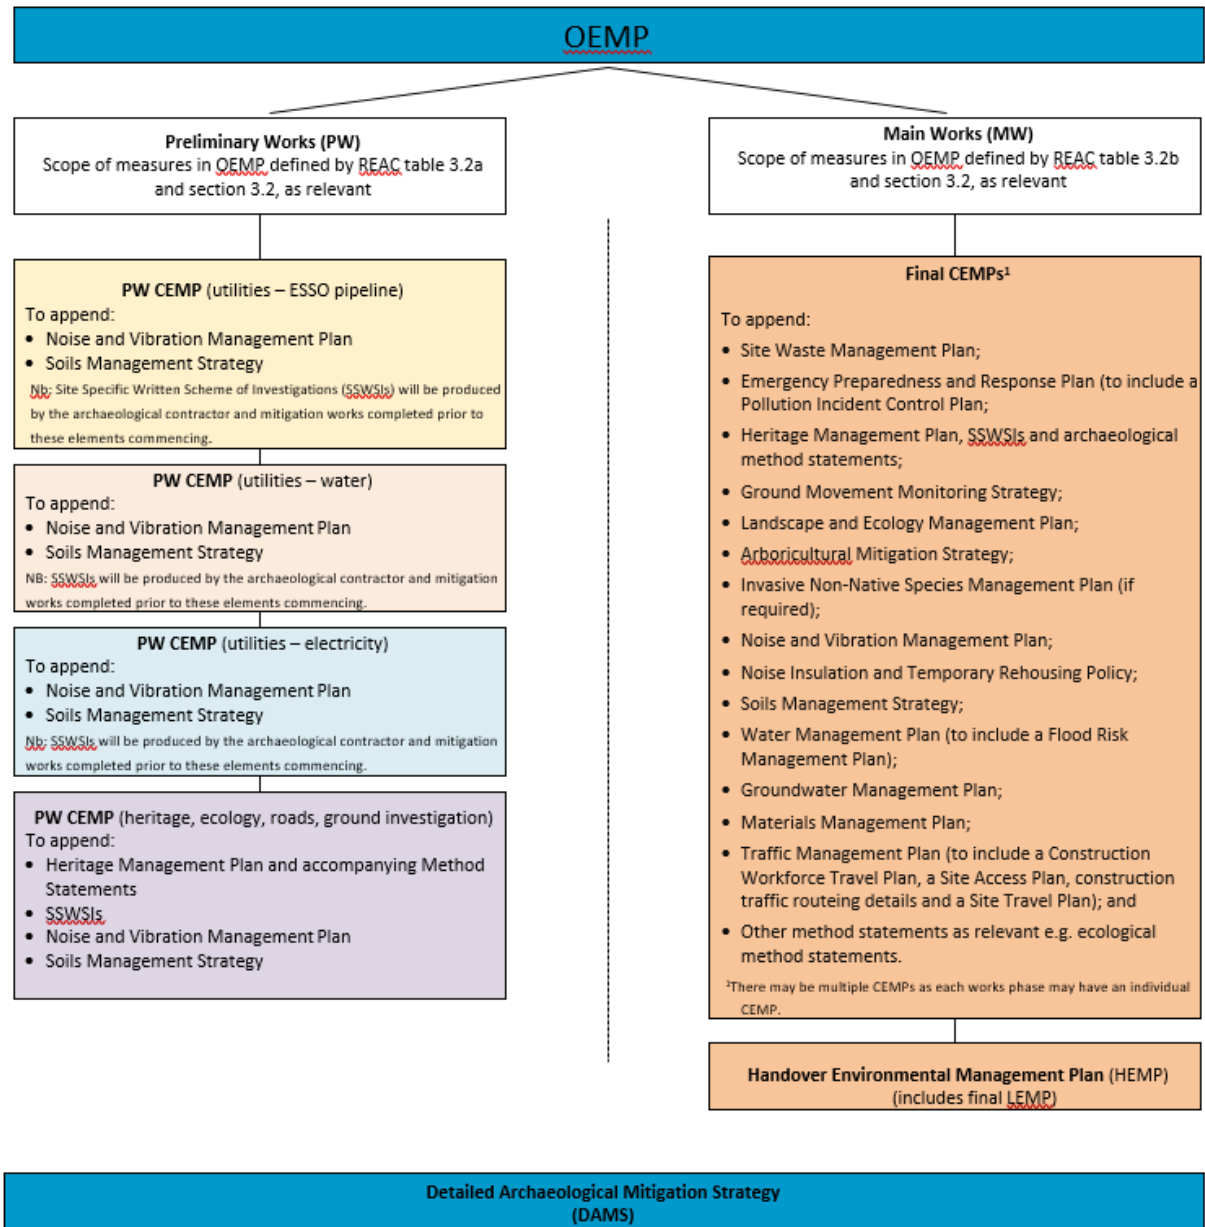 OEMP
Preliminary Works (PW)
Scope of measures in OEMP defined by REAC table 3.2a
and section 3.2, as relevant
PW CEMP (utilities – ESSO pipeline)
To append:
• Noise and Vibration Management Plan
• Soils Management Strategy
Nb: Site Specific Written Scheme of Investigations (SSWSIs) will be produced
by the archaeological contractor and mitigation works completed prior to
these elements commencing.
PW CEMP (utilities – water)
To append:
• Noise and Vibration Management Plan
• Soils Management Strategy
NB: SSWSIs will be produced by the archaeological contractor and mitigation
works completed prior to these elements commencing.
PW CEMP (utilities – electricity)
To append:
• Noise and Vibration Management Plan
• Soils Management Strategy
Nb: SSWSIs will be produced by the archaeological contractor and mitigation
works completed prior to these elements commencing.
PW CEMP (heritage, ecology, roads, ground investigation)
To append:
• Heritage Management Plan and accompanying Method
Statements
• SSWSIs
• Noise and Vibration Management Plan
• Soils Management Strategy
Main Works (MW)
Scope of measures in OEMP defined by REAC table 3.2b
and section 3.2, as relevant
Final CEMPs¹
To append:
• Site Waste Management Plan;
• Emergency Preparedness and Response Plan (to include a
Pollution Incident Control Plan;
• Heritage Management Plan, SSWSIs and archaeological
method statements;
• Ground Movement Monitoring Strategy;
• Landscape and Ecology Management Plan;
• Arboricultural Mitigation Strategy;
• Invasive Non-Native Species Management Plan (if
required);
• Noise and Vibration Management Plan;
• Noise Insulation and Temporary Rehousing Policy;
• Soils Management Strategy;
• Water Management Plan (to include a Flood Risk
Management Plan);
• Groundwater Management Plan;
• Materials Management Plan;
• Traffic Management Plan (to include a Construction
Workforce Travel Plan, a Site Access Plan, construction
traffic routeing details and a Site Travel Plan); and
• Other method statements as relevant e.g. ecological
method statements.
¹There may be multiple CEMPs as each works phase may have an individual
CEMP.
Handover Environmental Management Plan (HEMP)
(includes final LEMP)
Detailed Archaeological Mitigation Strategy
(DAMS)